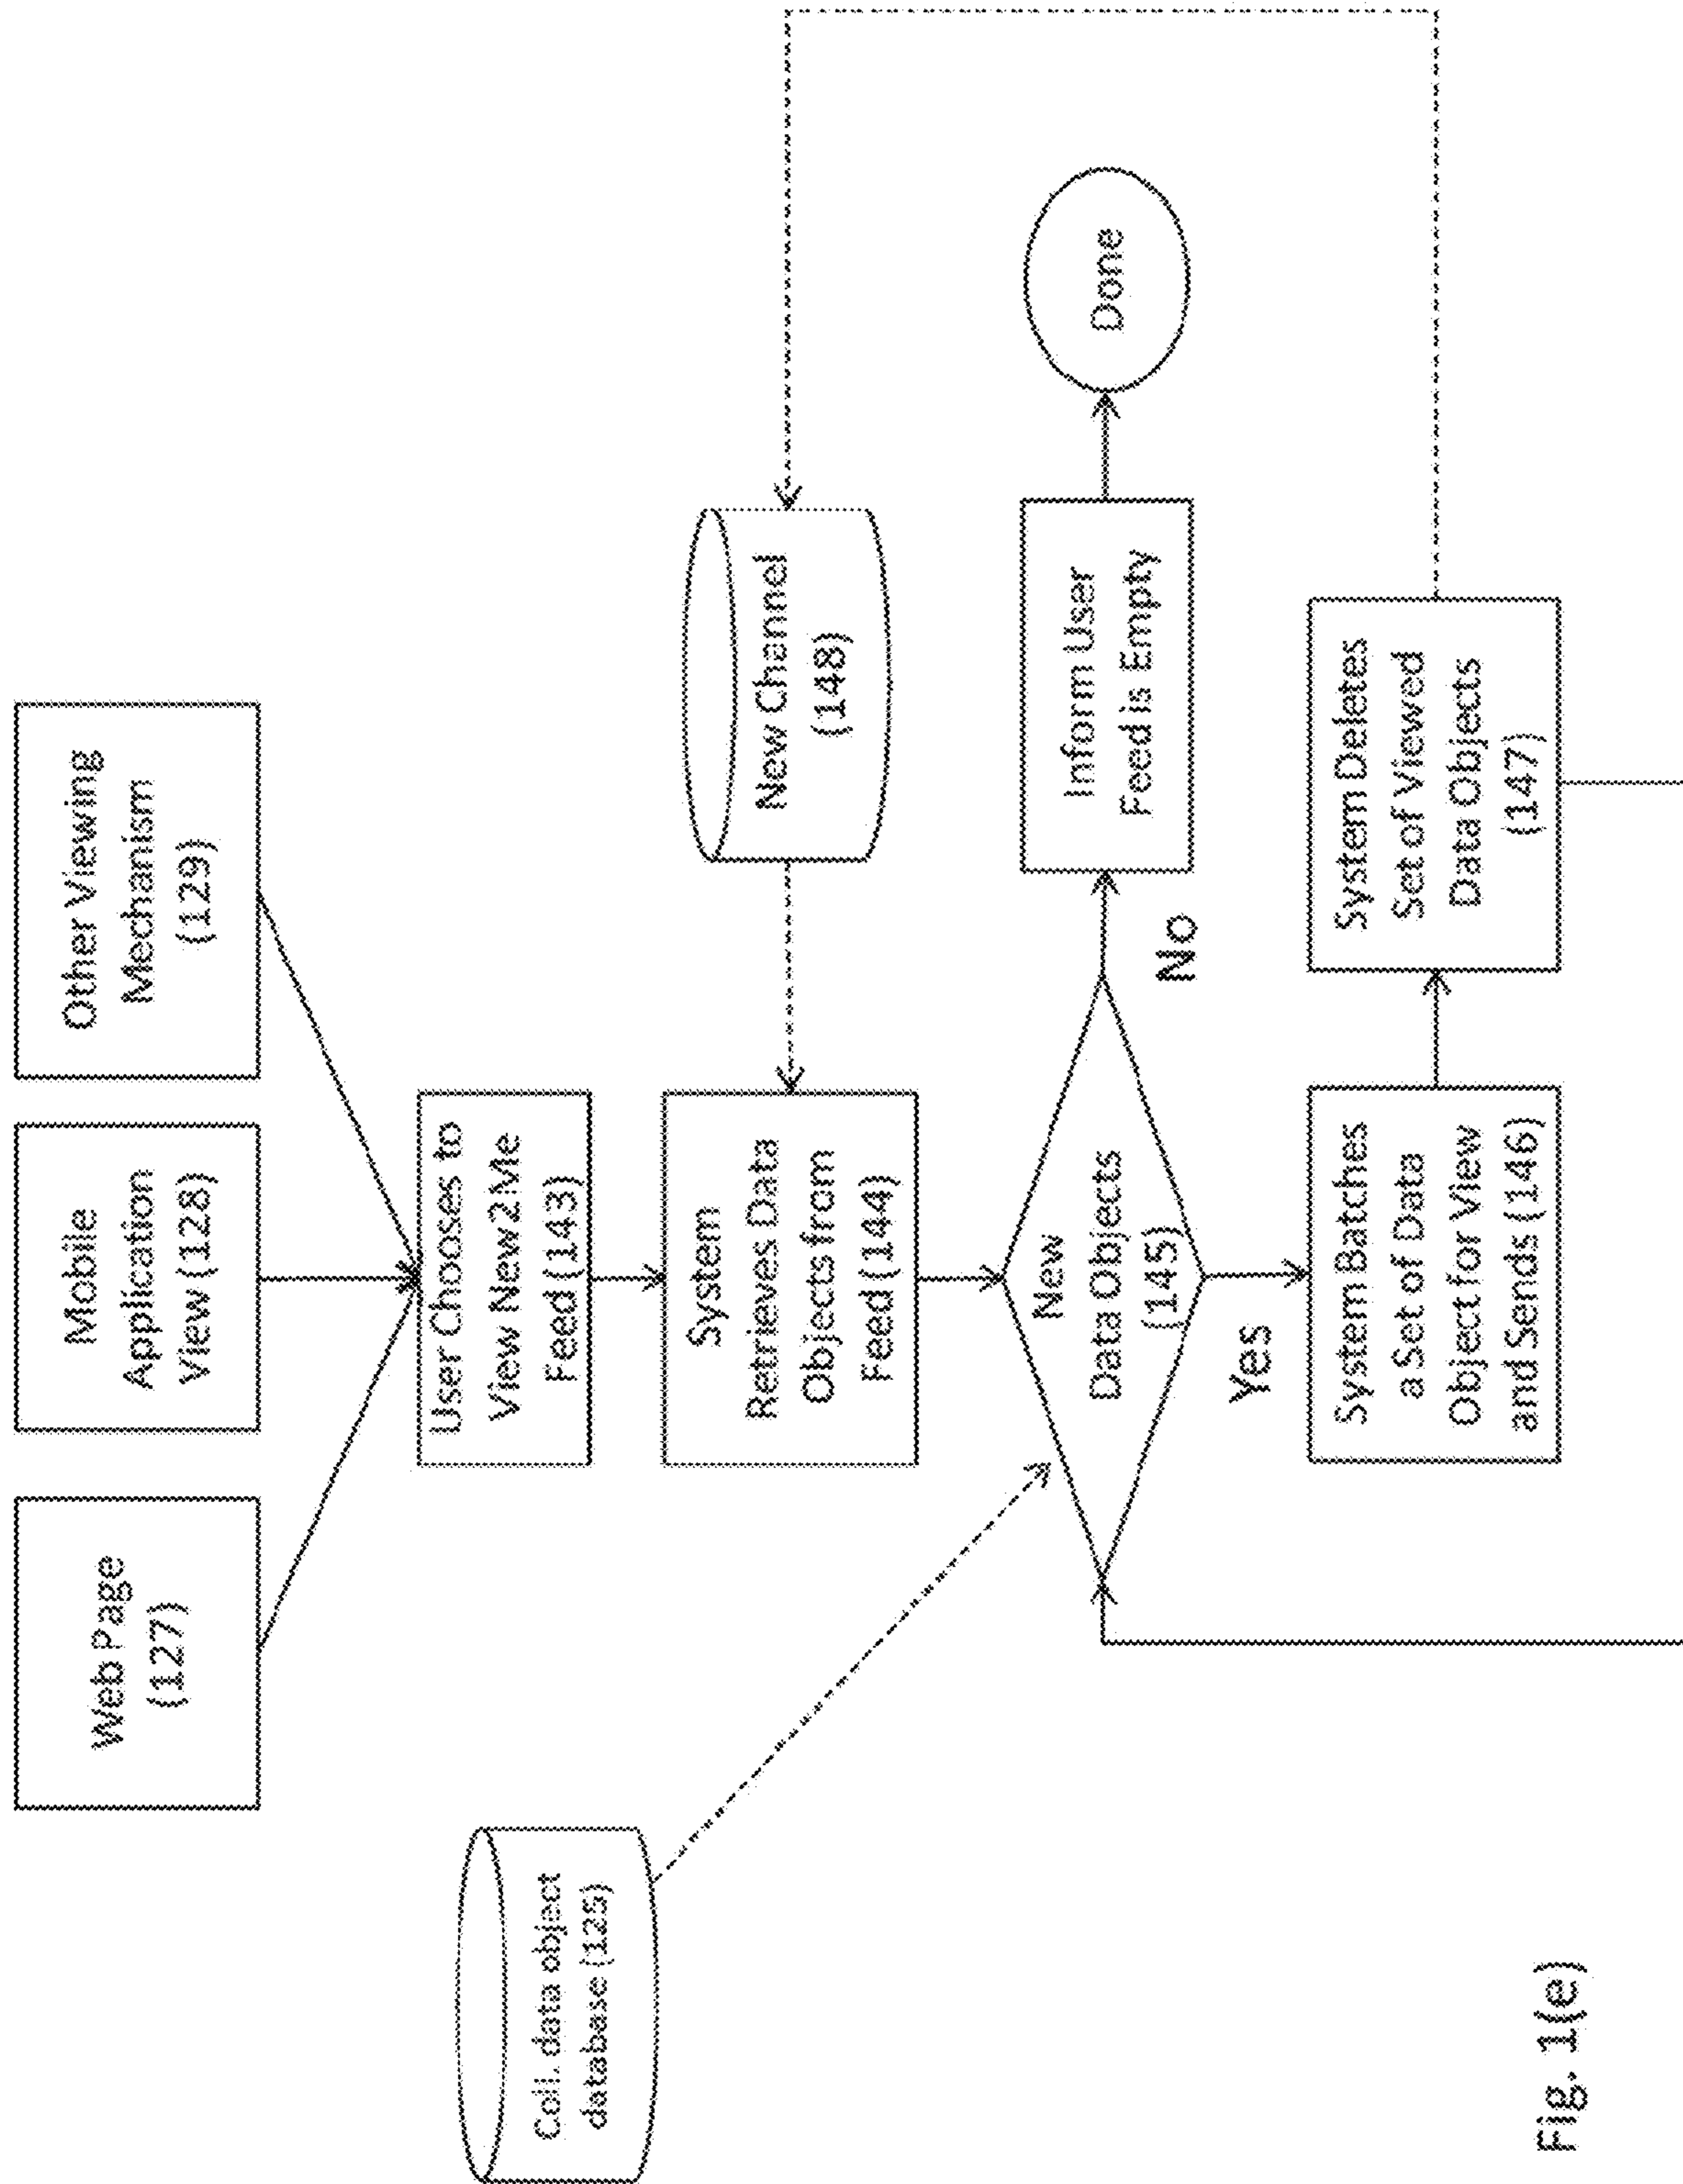 Web Page
(127)
Mobile
Application
View (128)
Other Viewing
Mechanism
(129)
Coll. data object
database (125)
User Chooses to
View New2Me
Feed (143)
System
Retrieves Data
Objects from
Feed (144)
New Channel
(148)
New
Data Objects
(145)
No
Inform User
Feed is Empty
Done
Yes
System Batches
a Set of Data
Object for View
and Sends (146)
System Deletes
Set of Viewed
Data Objects
(147)
Fig. 1(e)